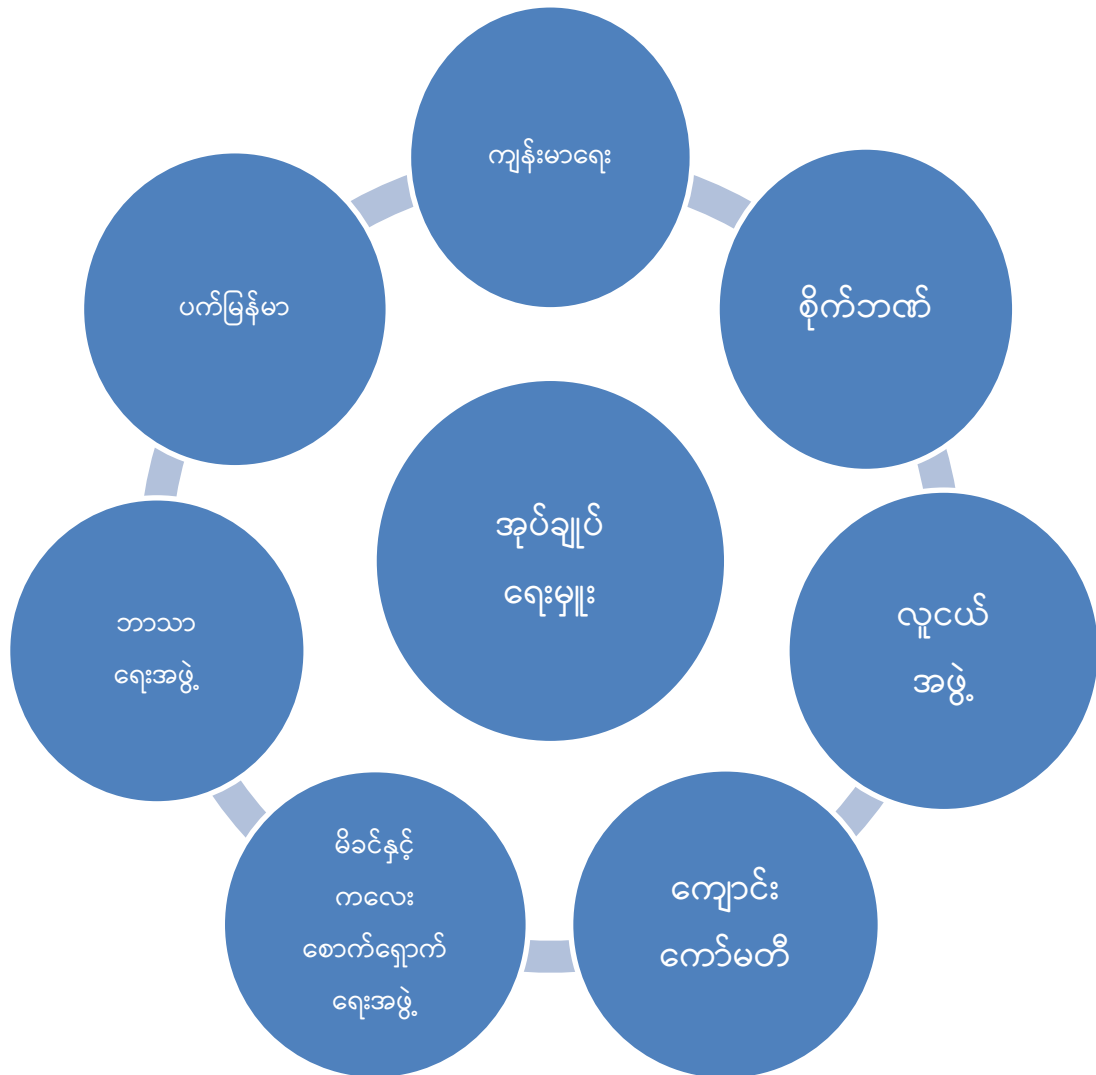 ကျန်းမာရေး
စိုက်ဘဏ်
လူငယ်
အဖွဲ့
ကျောင်း
ကော်မတီ
မိခင်နှင့်
ကလေး
စောက်ရှောက်
ရေးအဖွဲ့
ဘာသာ
ရေးအဖွဲ့
ပက်မြန်မာ
အုပ်ချုပ်
ရေးမှူး